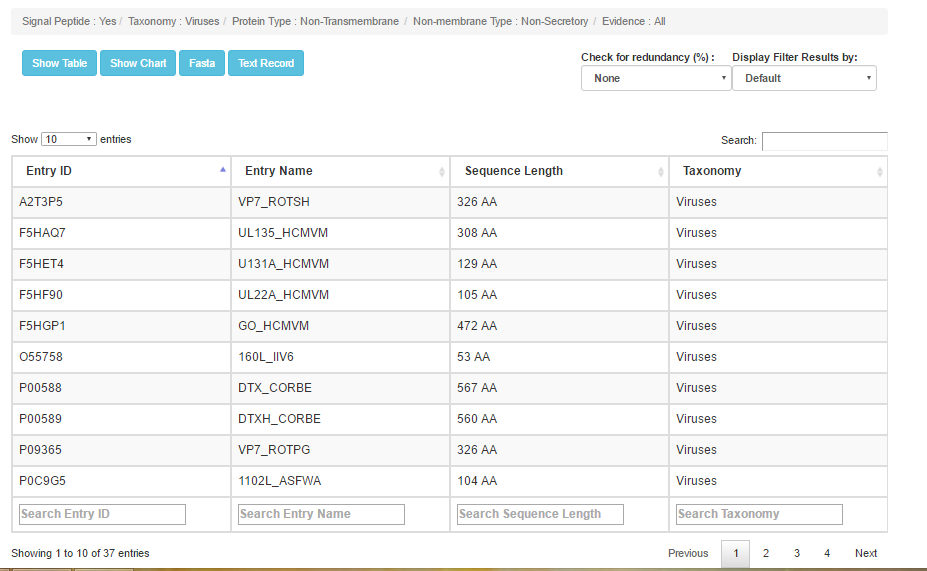 Signal Peptide : Yes / Taxonomy : Viruses / Protein Type : Non-Transmembrane / Non-membrane Type : Non-Secretory / Evidence : All
Show Table Show Chart Fasta Text Record
Check for redundancy (%) : Display Filter Results by:
None Default
Show 10 entries Search:
Entry ID Entry Name Sequence Length Taxonomy
A2T3P5 VP7_ROTSH 326 AA Viruses
F5HAQ7 UL135_HCMVM 308 AA Viruses
F5HET4 U131A_HCMVM 129 AA Viruses
F5HF90 UL22A_HCMVM 105 AA Viruses
F5HGP1 GO_HCMVM 472 AA Viruses
O55758 160L_IIV6 53 AA Viruses
P00588 DTX_CORBE 567 AA Viruses
P00589 DTXH_CORBE 560 AA Viruses
P09365 VP7_ROTPG 326 AA Viruses
P0C9G5 1102L_ASFWA 104 AA Viruses
Search Entry ID Search Entry Name Search Sequence Length Search Taxonomy
Showing 1 to 10 of 37 entries Previous 1 2 3 4 Next